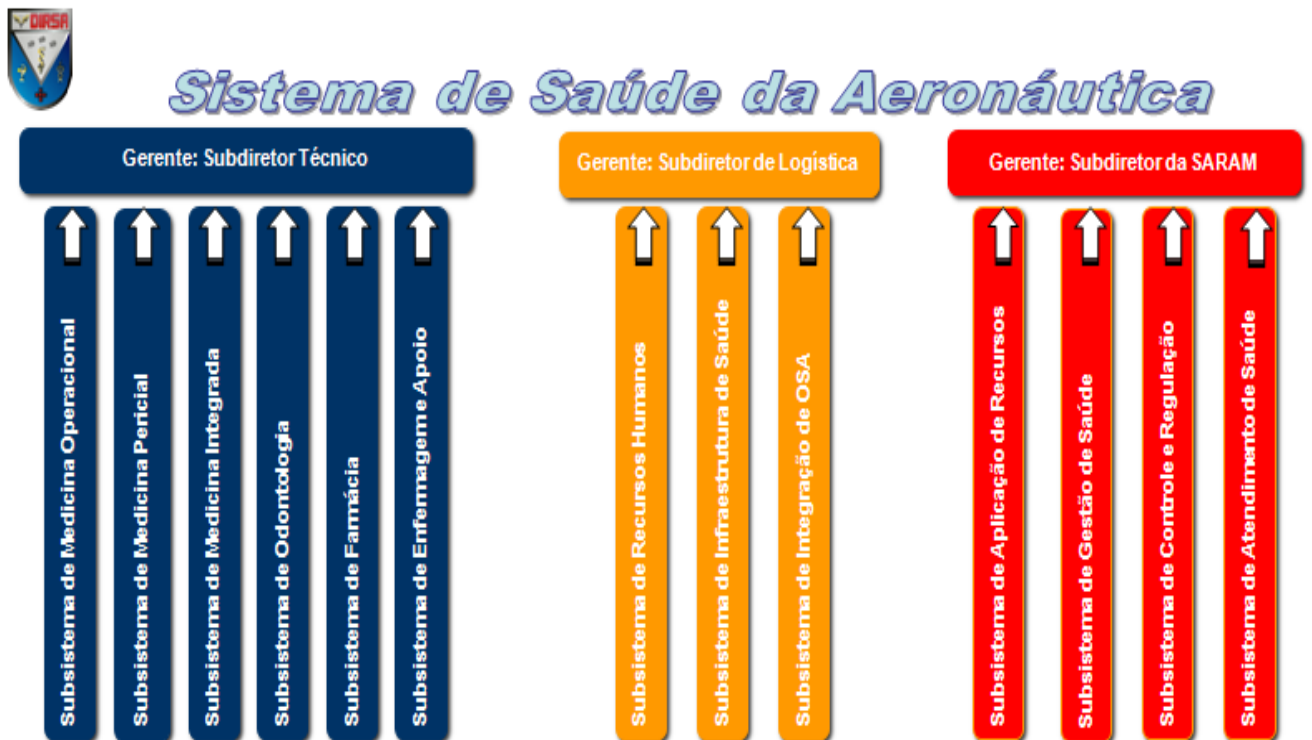 DIRSA
Sistema de Saúde da Aeronáutica
Gerente: Subdiretor Técnico
Subsistema de Medicina Operacional
Subsistema de Medicina Pericial
Subsistema de Medicina Integrada
Subsistema de Odontologia
Subsistema de Farmácia
Subsistema de Enfermagem e Apoio
Gerente: Subdiretor de Logística
Subsistema de Recursos Humanos
Subsistema de Infraestrutura de Saúde
Subsistema de Integração de OSA
Gerente: Subdiretor da SARAM
Subsistema de Aplicação de Recursos
Subsistema de Gestão de Saúde
Subsistema de Controle e Regulação
Subsistema de Atendimento de Saúde